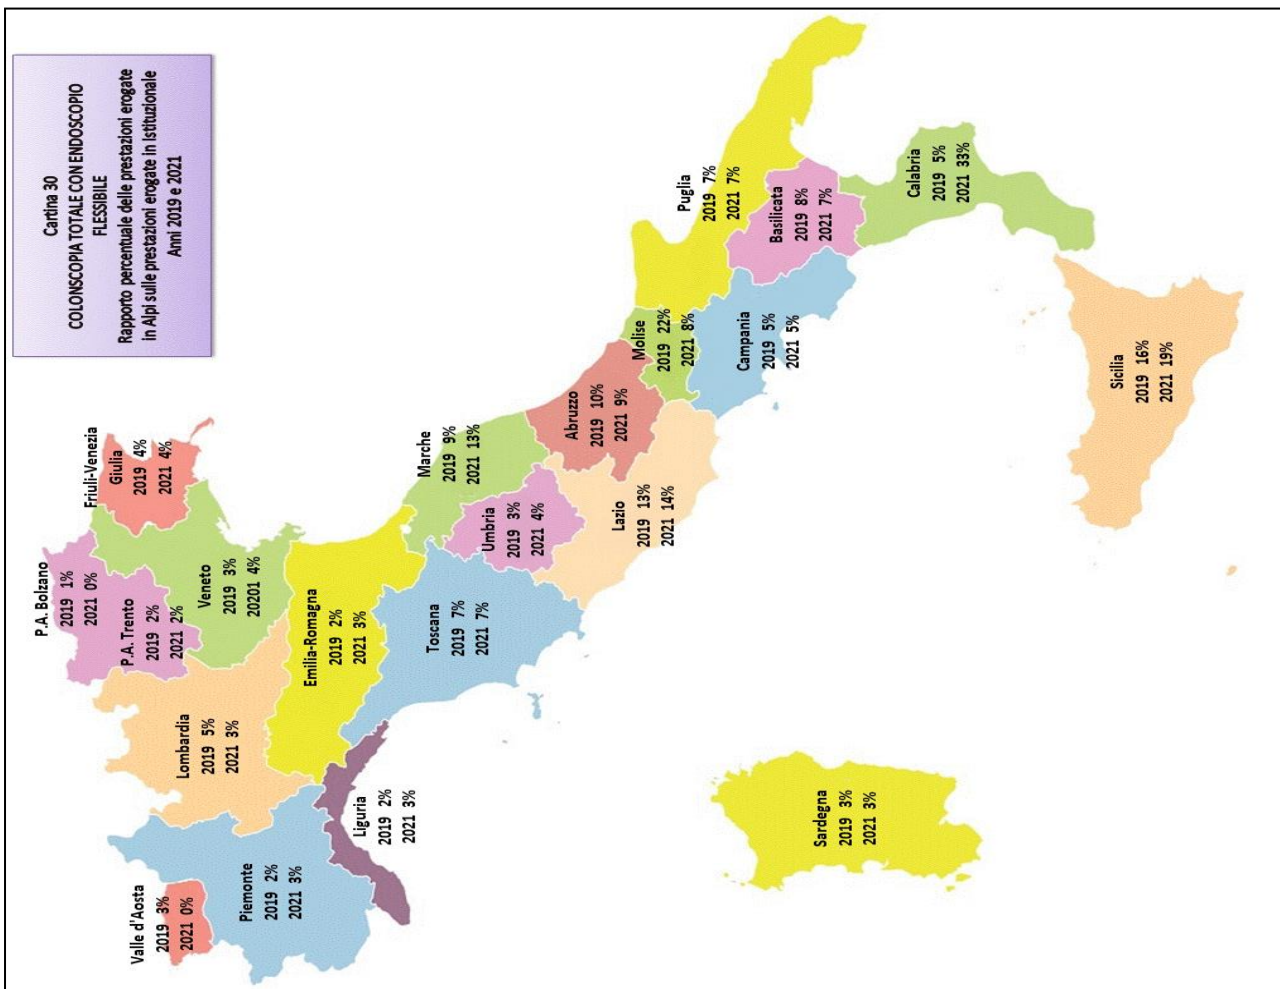 Cartina 30
COLONSCOPIA TOTALE CON ENDOSCOPIO
FLESSIBILE
Rapporto percentuale delle prestazioni erogate
in Alpi sulle prestazioni erogate in Istituzionale
Anni 2019 e 2021
Valle d'Aosta
2019 3%
2021 0%
Piemonte
2019 2%
2021 3%
Liguria
2019 2%
2021 3%
Lombardia
2019 5%
2021 3%
P.A. Bolzano
2019 1%
2021 0%
P.A. Trento
2019 2%
2021 2%
Veneto
2019 3%
20201 4%
Friuli-Venezia
Giulia
2019 4%
2021 4%
Emilia-Romagna
2019 2%
2021 3%
Toscana
2019 7%
2021 7%
Marche
2019 9%
2021 13%
Umbria
2019 3%
2021 4%
Lazio
2019 13%
2021 14%
Abruzzo
2019 10%
2021 9%
Molise
2019 22%
2021 8%
Campania
2019 5%
2021 5%
Puglia
2019 7%
2021 7%
Basilicata
2019 8%
2021 7%
Calabria
2019 5%
2021 33%
Sicilia
2019 16%
2021 19%
Sardegna
2019 3%
2021 3%